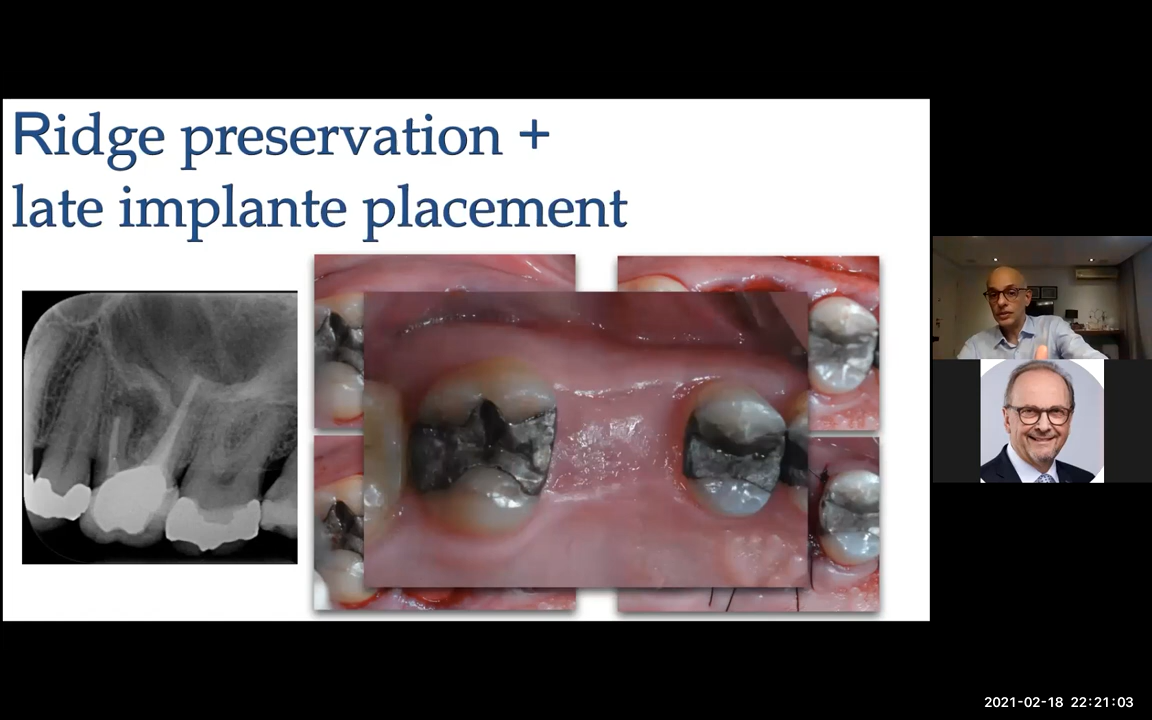 Ridge preservation +
late implante placement
2021-02-18 22:21:03